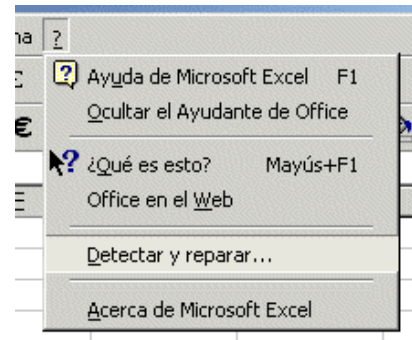 na ?
Ayuda de Microsoft Excel F1
Ocultar el Ayudante de Office
€
¿Qué es esto? Mayús+F1
Office en el Web
Detectar y reparar...
Acerca de Microsoft Excel